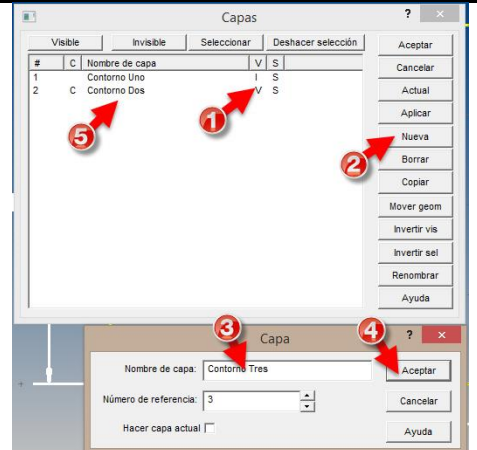 Capas
?
Visible Invisible Seleccionar Deshacer selección Aceptar
# C Nombre de capa V S
Cancelar
1 Contorno Uno I S
2 C Contorno Dos V S
Actual
Aplicar
1
5
Nueva
2
Borrar
Copiar
Mover geom
Invertir vis
Invertir sel
Renombrar
Ayuda
3
4
Capa
?
Nombre de capa: Contorno Tres Aceptar
Número de referencia: 3 Cancelar
Hacer capa actual Ayuda